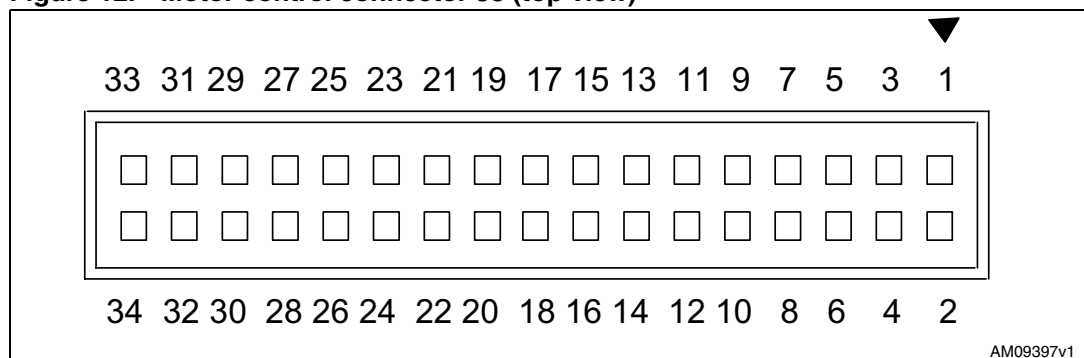 Figure 12. Motor control connector (top view)
33 31 29 27 25 23 21 19 17 15 13 11 9 7 5 3 1
34 32 30 28 26 24 22 20 18 16 14 12 10 8 6 4 2
AM09397v1